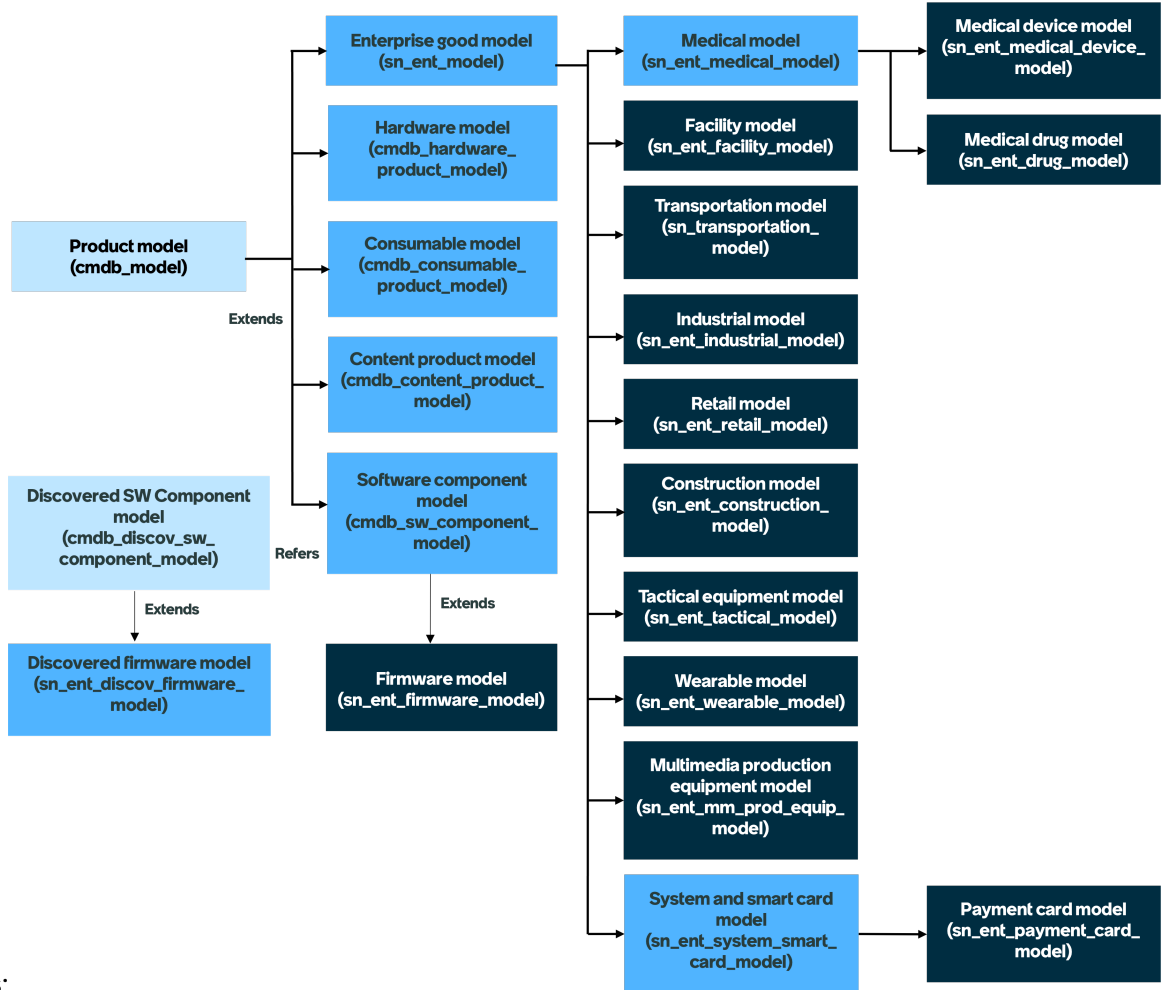 Product model
(cmdb_model)
Extends
Enterprise good model
(sn_ent_model)
Hardware model
(cmdb_hardware_
product_model)
Consumable model
(cmdb_consumable_
product_model)
Content product model
(cmdb_content_product_
model)
Software component
model
(cmdb_sw_component_
model)
Discovered SW Component
model
(cmdb_discov_sw_
component_model)
Refers
Extends
Discovered firmware model
(sn_ent_discov_firmware_
model)
Extends
Firmware model
(sn_ent_firmware_model)
Medical model
(sn_ent_medical_model)
Facility model
(sn_ent_facility_model)
Transportation model
(sn_transportation_
model)
Industrial model
(sn_ent_industrial_model)
Retail model
(sn_ent_retail_model)
Construction model
(sn_ent_construction_
model)
Tactical equipment model
(sn_ent_tactical_model)
Wearable model
(sn_ent_wearable_model)
Multimedia production
equipment model
(sn_ent_mm_prod_equip_
model)
System and smart card
model
(sn_ent_system_smart_
card_model)
Medical device model
(sn_ent_medical_device_
model)
Medical drug model
(sn_ent_drug_model)
Payment card model
(sn_ent_payment_card_
model)